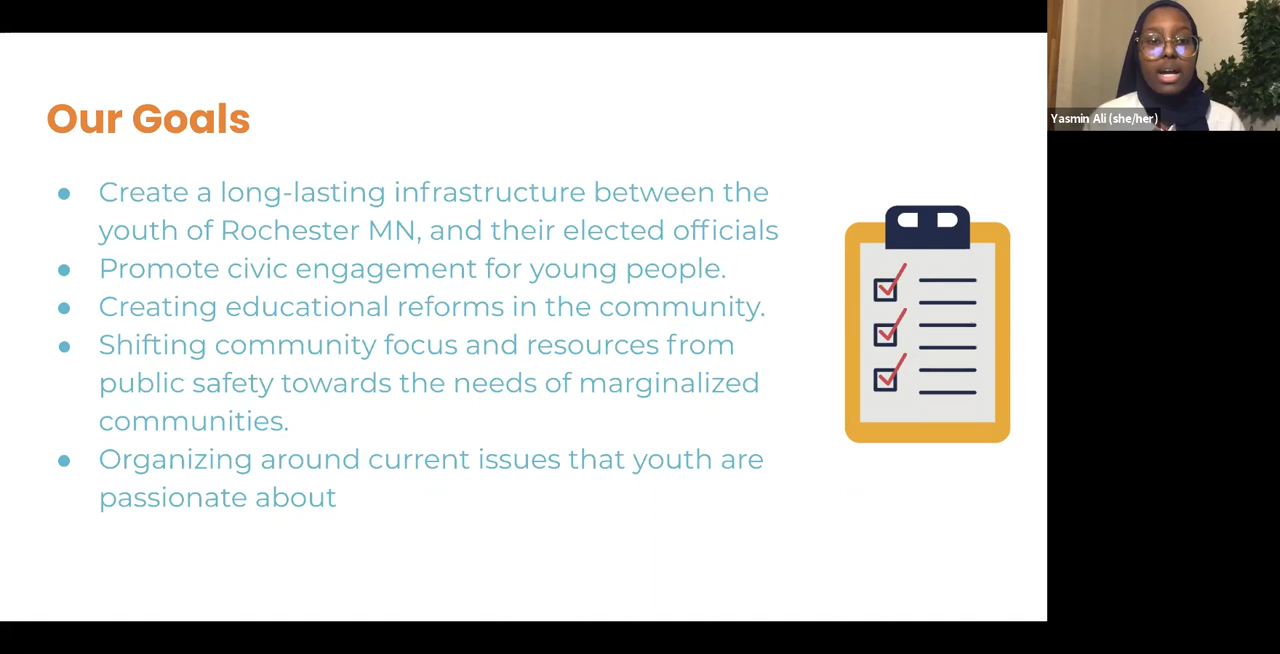 Our Goals
● Create a long-lasting infrastructure between the
youth of Rochester MN, and their elected officials
● Promote civic engagement for young people.
● Creating educational reforms in the community.
● Shifting community focus and resources from
public safety towards the needs of marginalized
communities.
● Organizing around current issues that youth are
passionate about
Yasmin Ali (she/her)